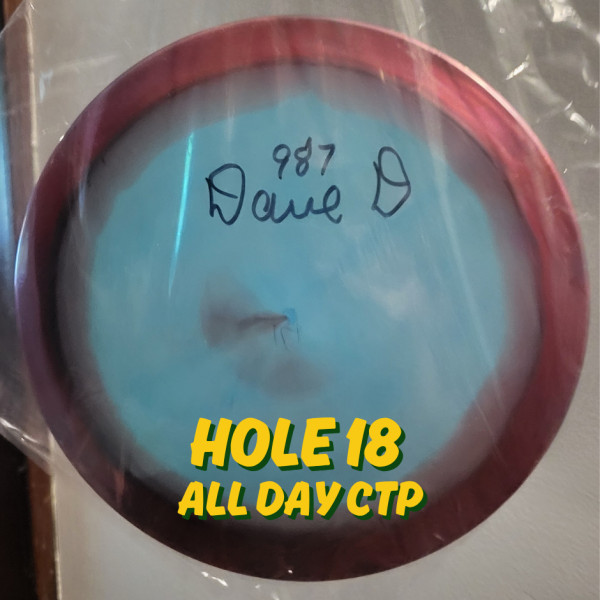 987
Dave D
HOLE 18
ALL DAY CTP